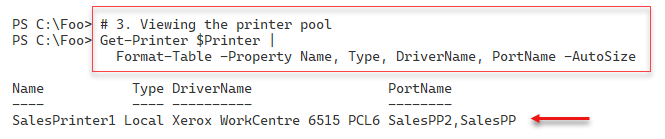 PS C:\Foo> # 3. Viewing the printer pool
PS C:\Foo> Get-Printer $Printer |
Format-Table -Property Name, Type, DriverName, PortName -AutoSize
Name Type DriverName PortName
---- ---- ---------- --------
SalesPrinter1 Local Xerox WorkCentre 6515 PCL6 SalesPP2,SalesPP